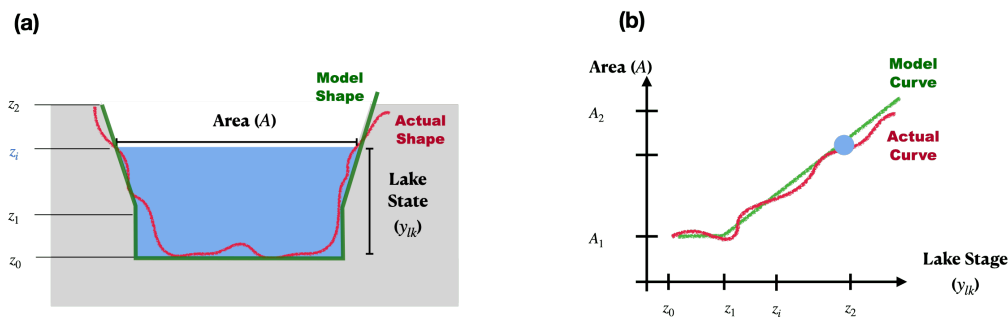 (a)
Model
Shape
z2
Area (A)
Actual
Shape
zi
Lake
State
(ylk)
z1
z0
(b)
Area (A)
Model
Curve
A2
Actual
Curve
A1
Lake Stage
(ylk)
z0 z1 zi z2